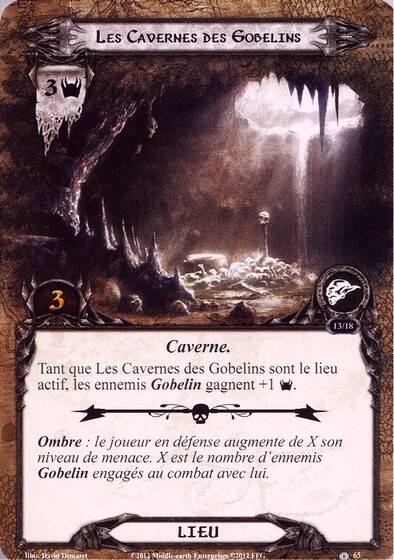 Les Cavernes des Gobelins
3
3
13/18
Caverne.
Tant que Les Cavernes des Gobelins sont le lieu
actif, les ennemis Gobelin gagnent +1 .
Ombre : le joueur en défense augmente de X son
niveau de menace. X est le nombre d'ennemis
Gobelin engagés au combat avec lui.
LIEU
Illus. David Demaret ©2012 Middle-earth Enterprises ©2012 FFG 65